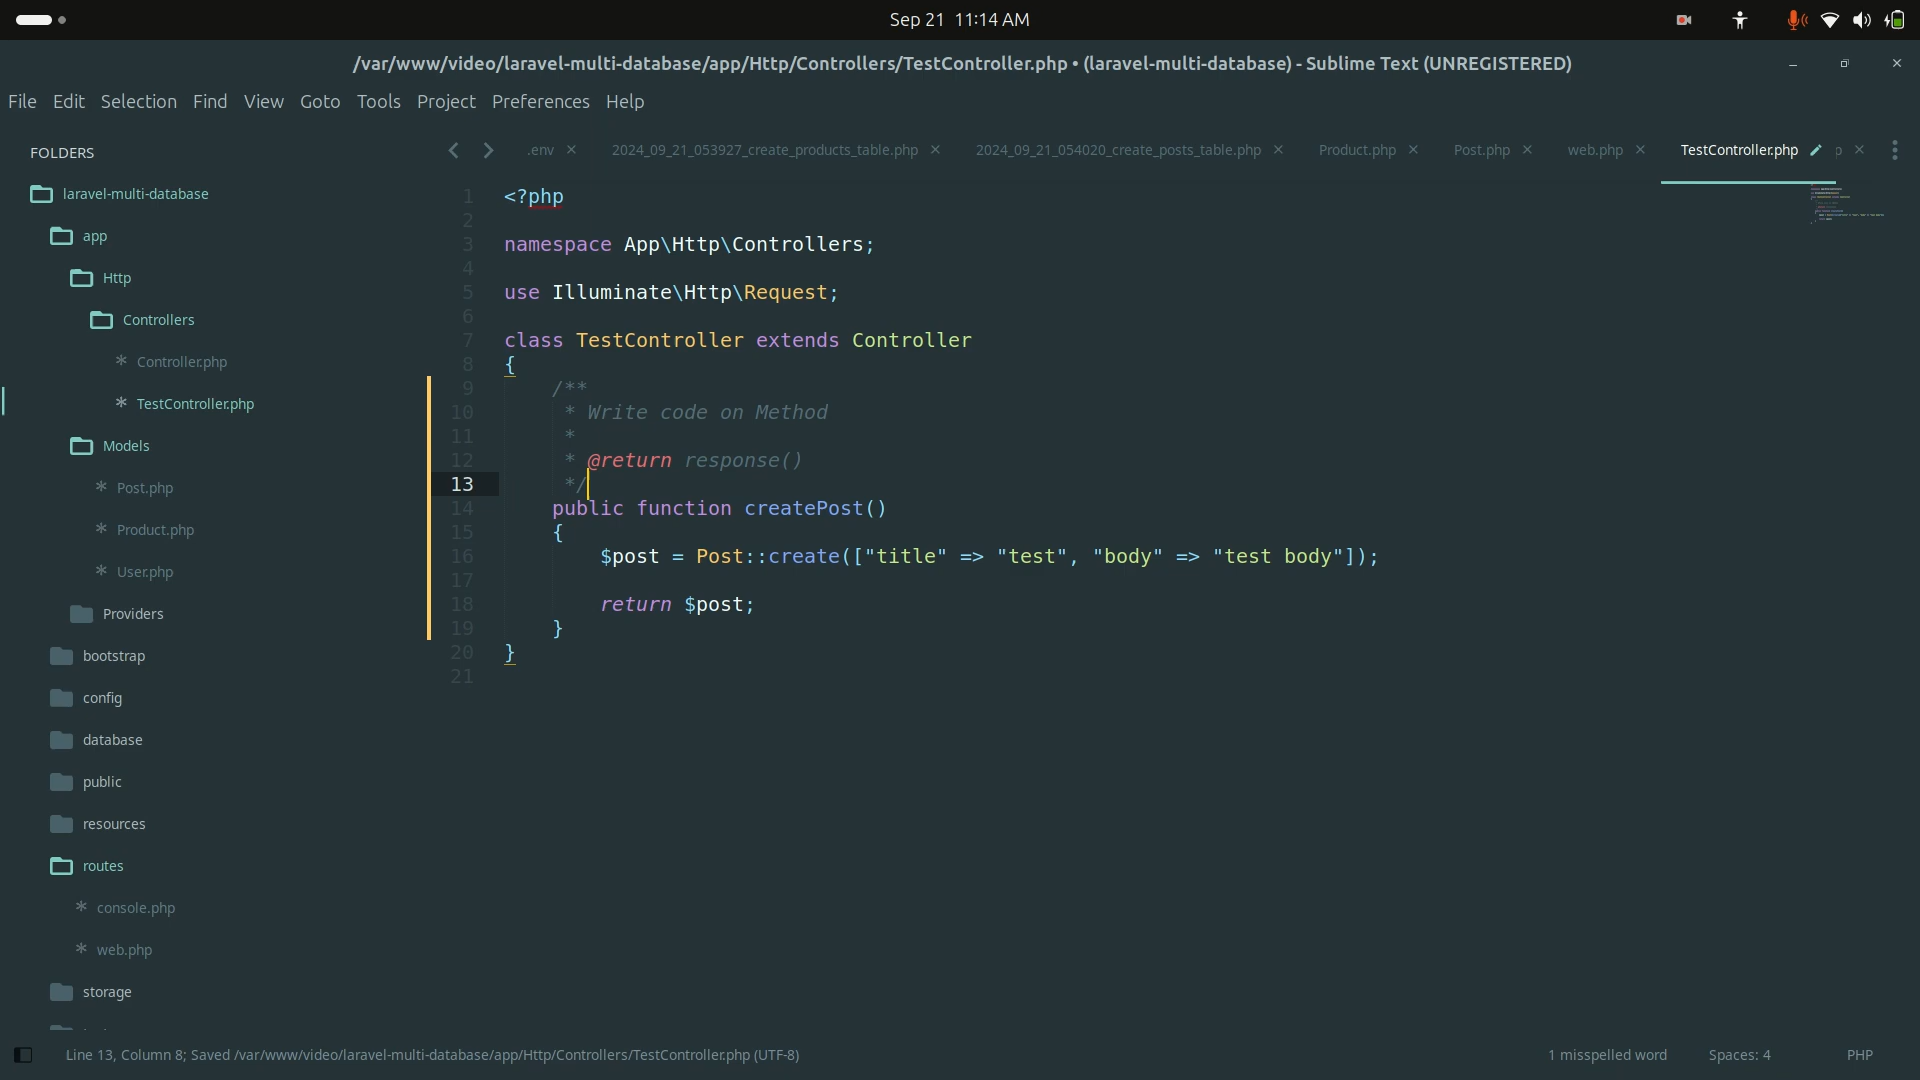 Sep 21 11:14 AM
/var/www/video/laravel-multi-database/app/Http/Controllers/TestController.php • (laravel-multi-database) - Sublime Text (UNREGISTERED)
File Edit Selection Find View Goto Tools Project Preferences Help
FOLDERS
laravel-multi-database
app
Http
Controllers
Controller.php
TestController.php
Models
Post.php
Product.php
User.php
Providers
bootstrap
config
database
public
resources
routes
console.php
web.php
storage
.env 2024_09_21_053927_create_products_table.php 2024_09_21_054020_create_posts_table.php Product.php Post.php web.php TestController.php p
1 <?php
2
3 namespace App\Http\Controllers;
4
5 use Illuminate\Http\Request;
6
7 class TestController extends Controller
8 {
9 /**
10 * Write code on Method
11 *
12 * @return response()
13 */
14 public function createPost()
15 {
16 $post = Post::create(["title" => "test", "body" => "test body"]);
17
18 return $post;
19 }
20 }
21
Line 13, Column 8; Saved /var/www/video/laravel-multi-database/app/Http/Controllers/TestController.php (UTF-8)
1 misspelled word Spaces: 4 PHP